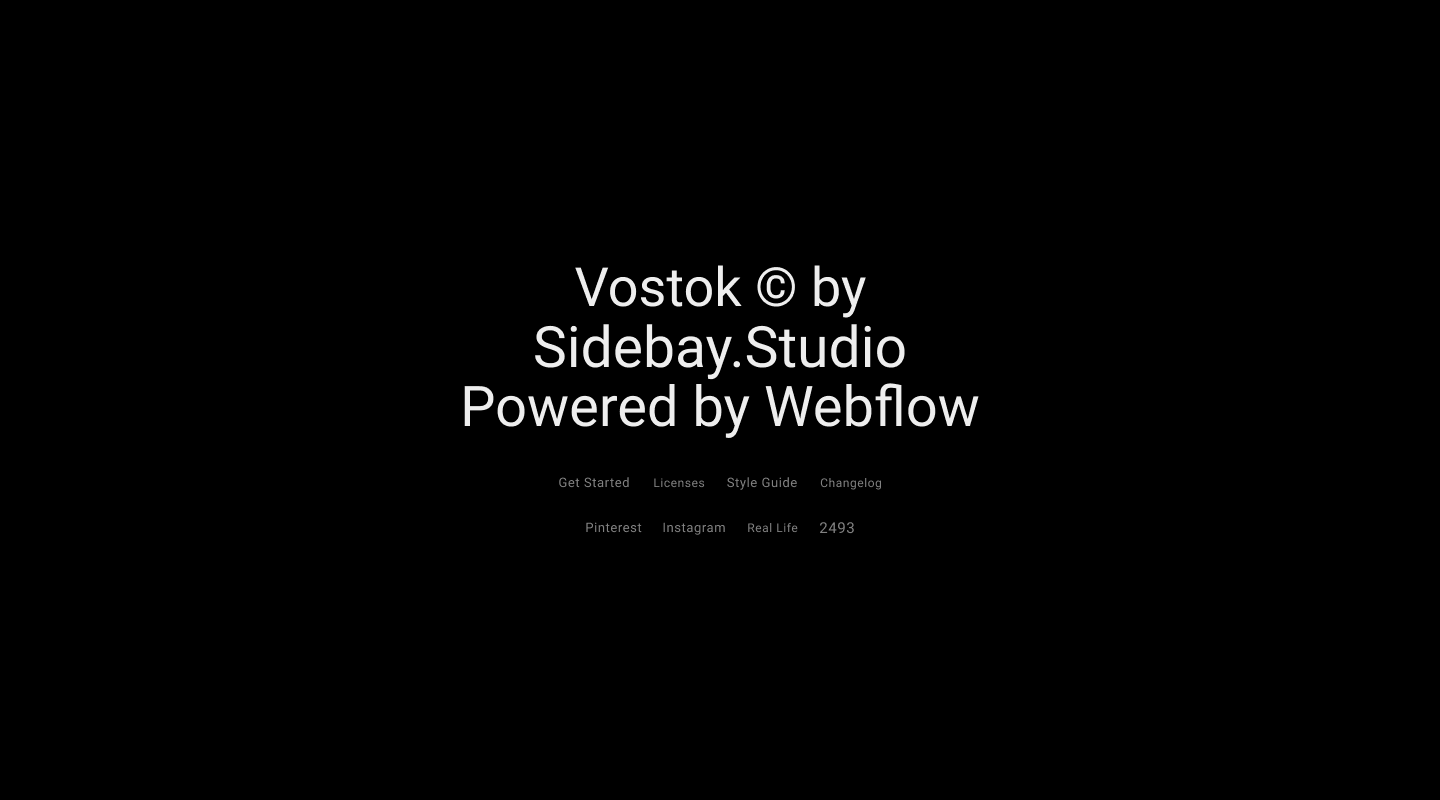 Vostok © by
Sidebay.Studio
Powered by Webflow
Get Started Licenses Style Guide Changelog
Pinterest Instagram Real Life 2493